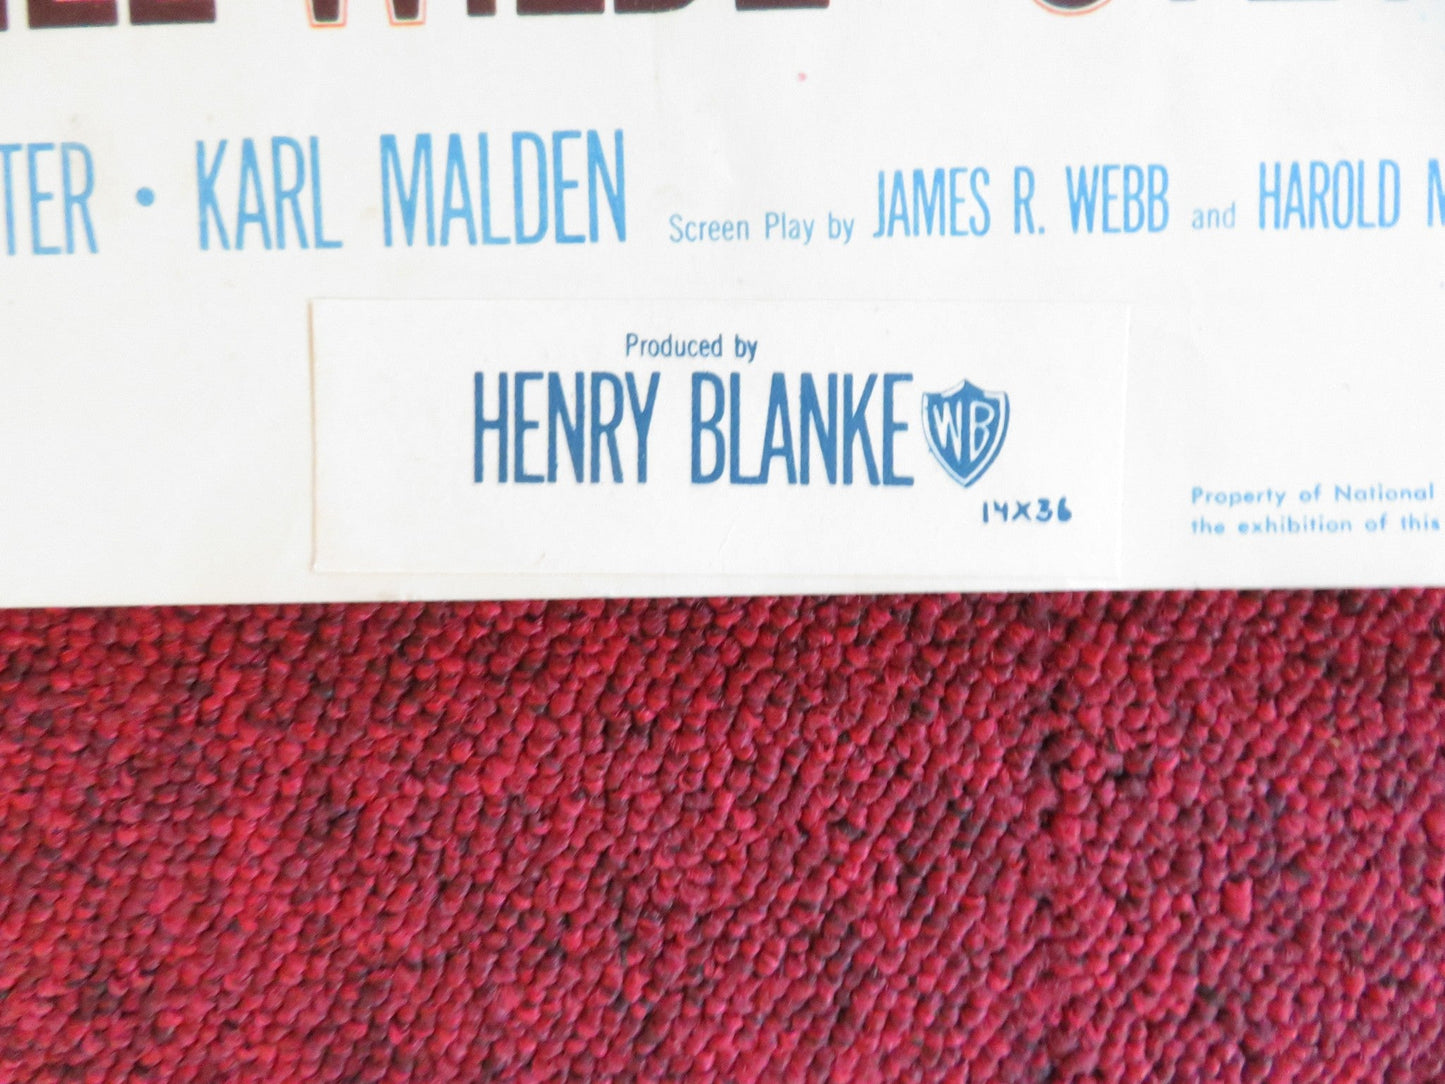 WILDE
TER • KARL MALDEN Screen Play by JAMES R. WEBB and HAROLD M
Produced by
HENRY BLANKE WB
14X36
Property of National
the exhibition of this